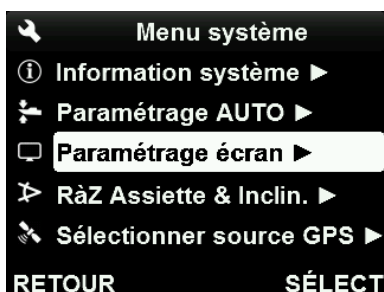 Menu système
Information système ►
Paramétrage AUTO ►
Paramétrage écran ►
RàZ Assiette & Inclin. ►
Sélectionner source GPS ►
RETOUR SÉLECT